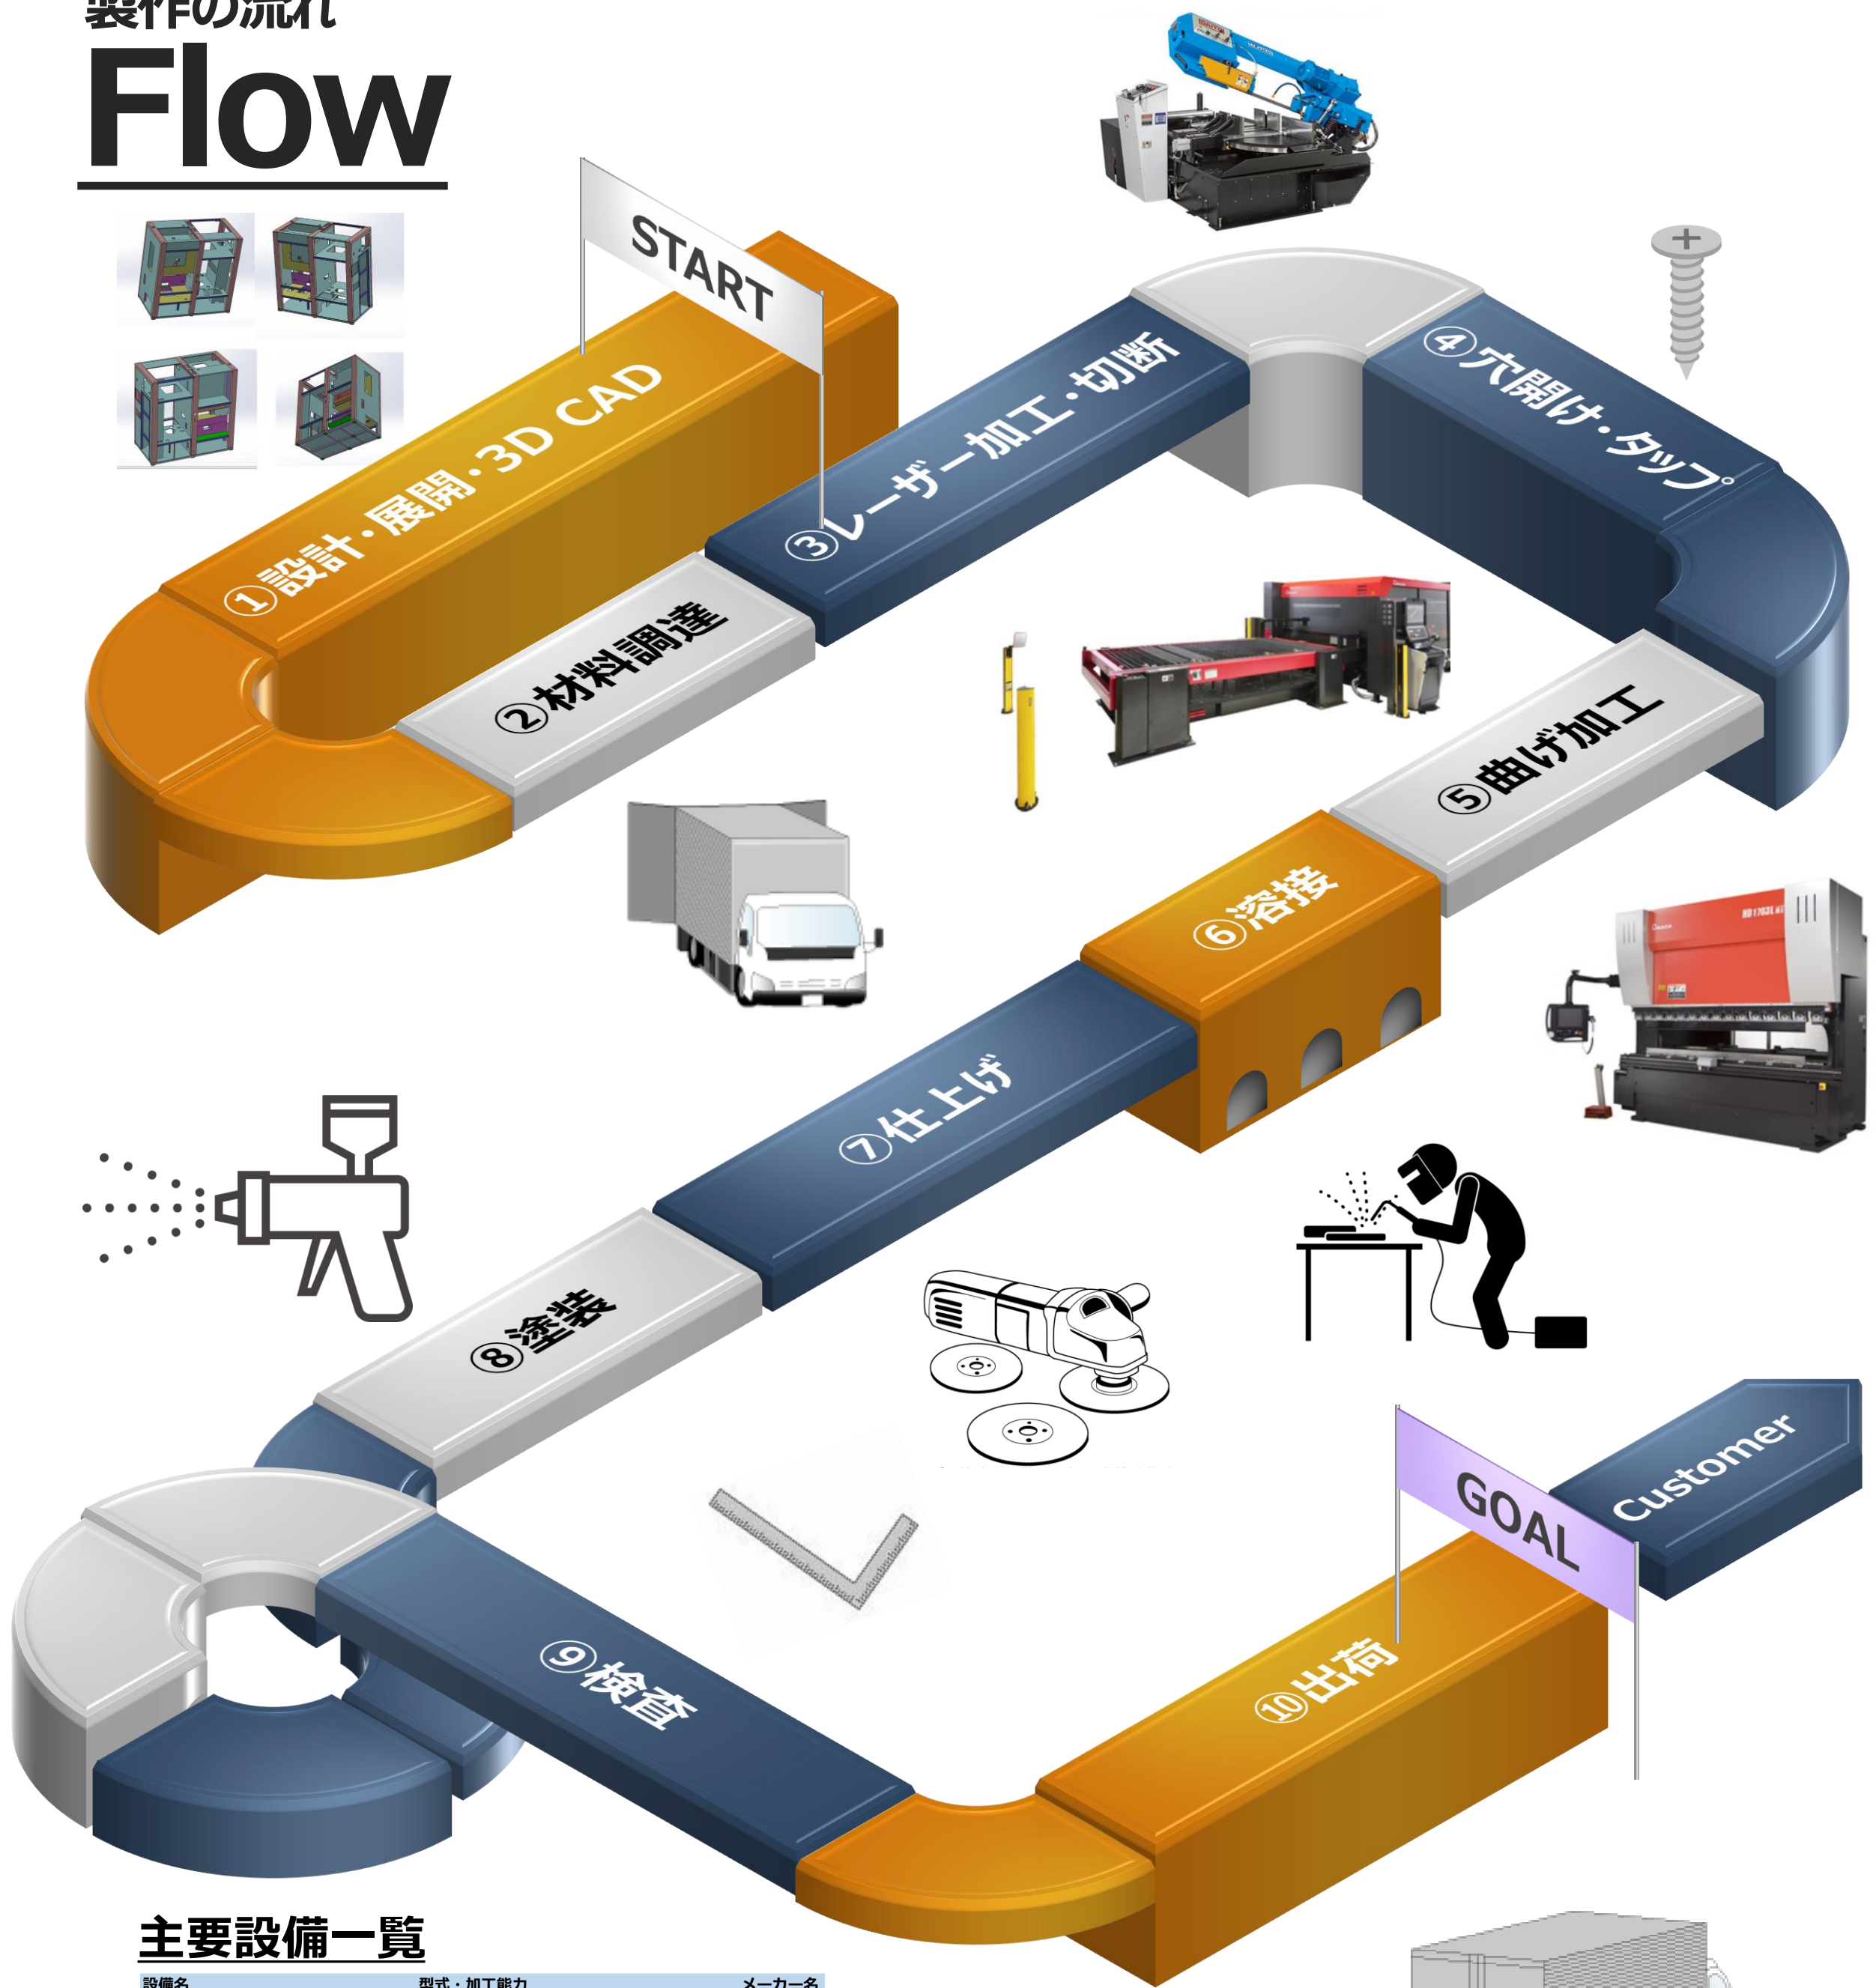 製作の流れ
Flow
START
①設計・展開・3D CAD
②材料調達
③レーザー加工・切断
④穴開け・タップ
⑤曲げ加工
HD1703L
⑥溶接
⑦仕上げ
⑧塗装
⑨検査
⑩出荷
GOAL
Customer
主要設備一覧
設備名 型式・加工能力 メーカー名